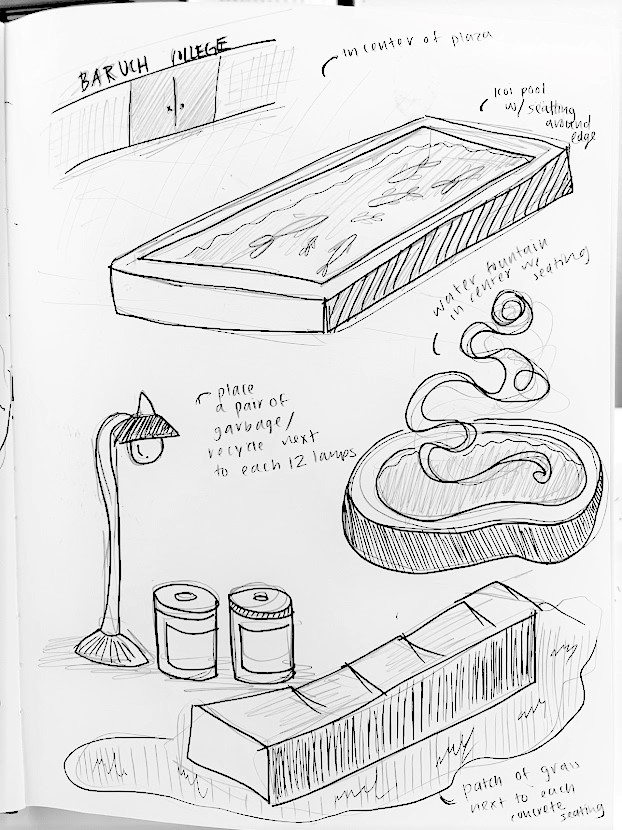 BARUCH COLLEGE
in center of plaza
koi pool
w/ seating
around
edge
water fountain
in center w/
seating
place
a pair of
garbage/
recycle next
to each 12 lamps
patch of grass
next to each
concrete
seating